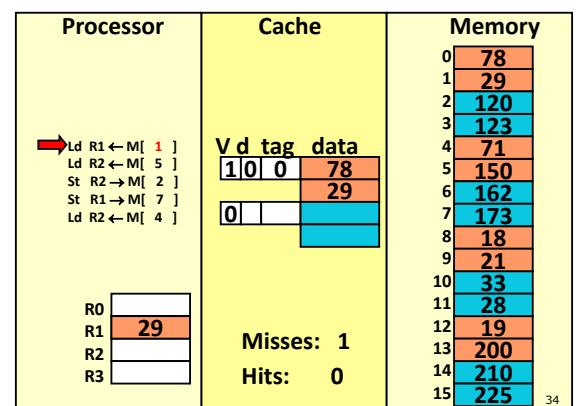 Processor
Ld R1 ← M[ 1 ]
Ld R2 ← M[ 5 ]
St R2 → M[ 2 ]
St R1 → M[ 7 ]
Ld R2 ← M[ 4 ]
R0
R1 29
R2
R3
Cache
V d tag data
1 0 0 78
29
0
Misses: 1
Hits: 0
Memory
0 78
1 29
2 120
3 123
4 71
5 150
6 162
7 173
8 18
9 21
10 33
11 28
12 19
13 200
14 210
15 225
34